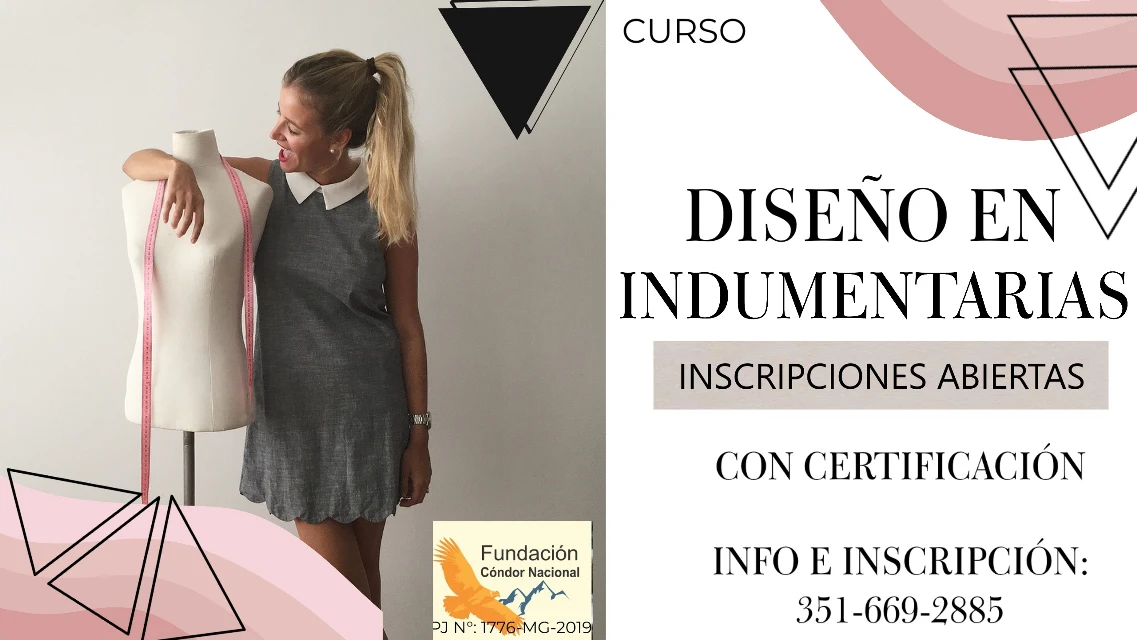 CURSO
DISEÑO EN
INDUMENTARIAS
INSCRIPCIONES ABIERTAS
CON CERTIFICACIÓN
INFO E INSCRIPCIÓN:
351-669-2885
Fundación
Cóndor Nacional
PJ Nº: 1776-MG-2019